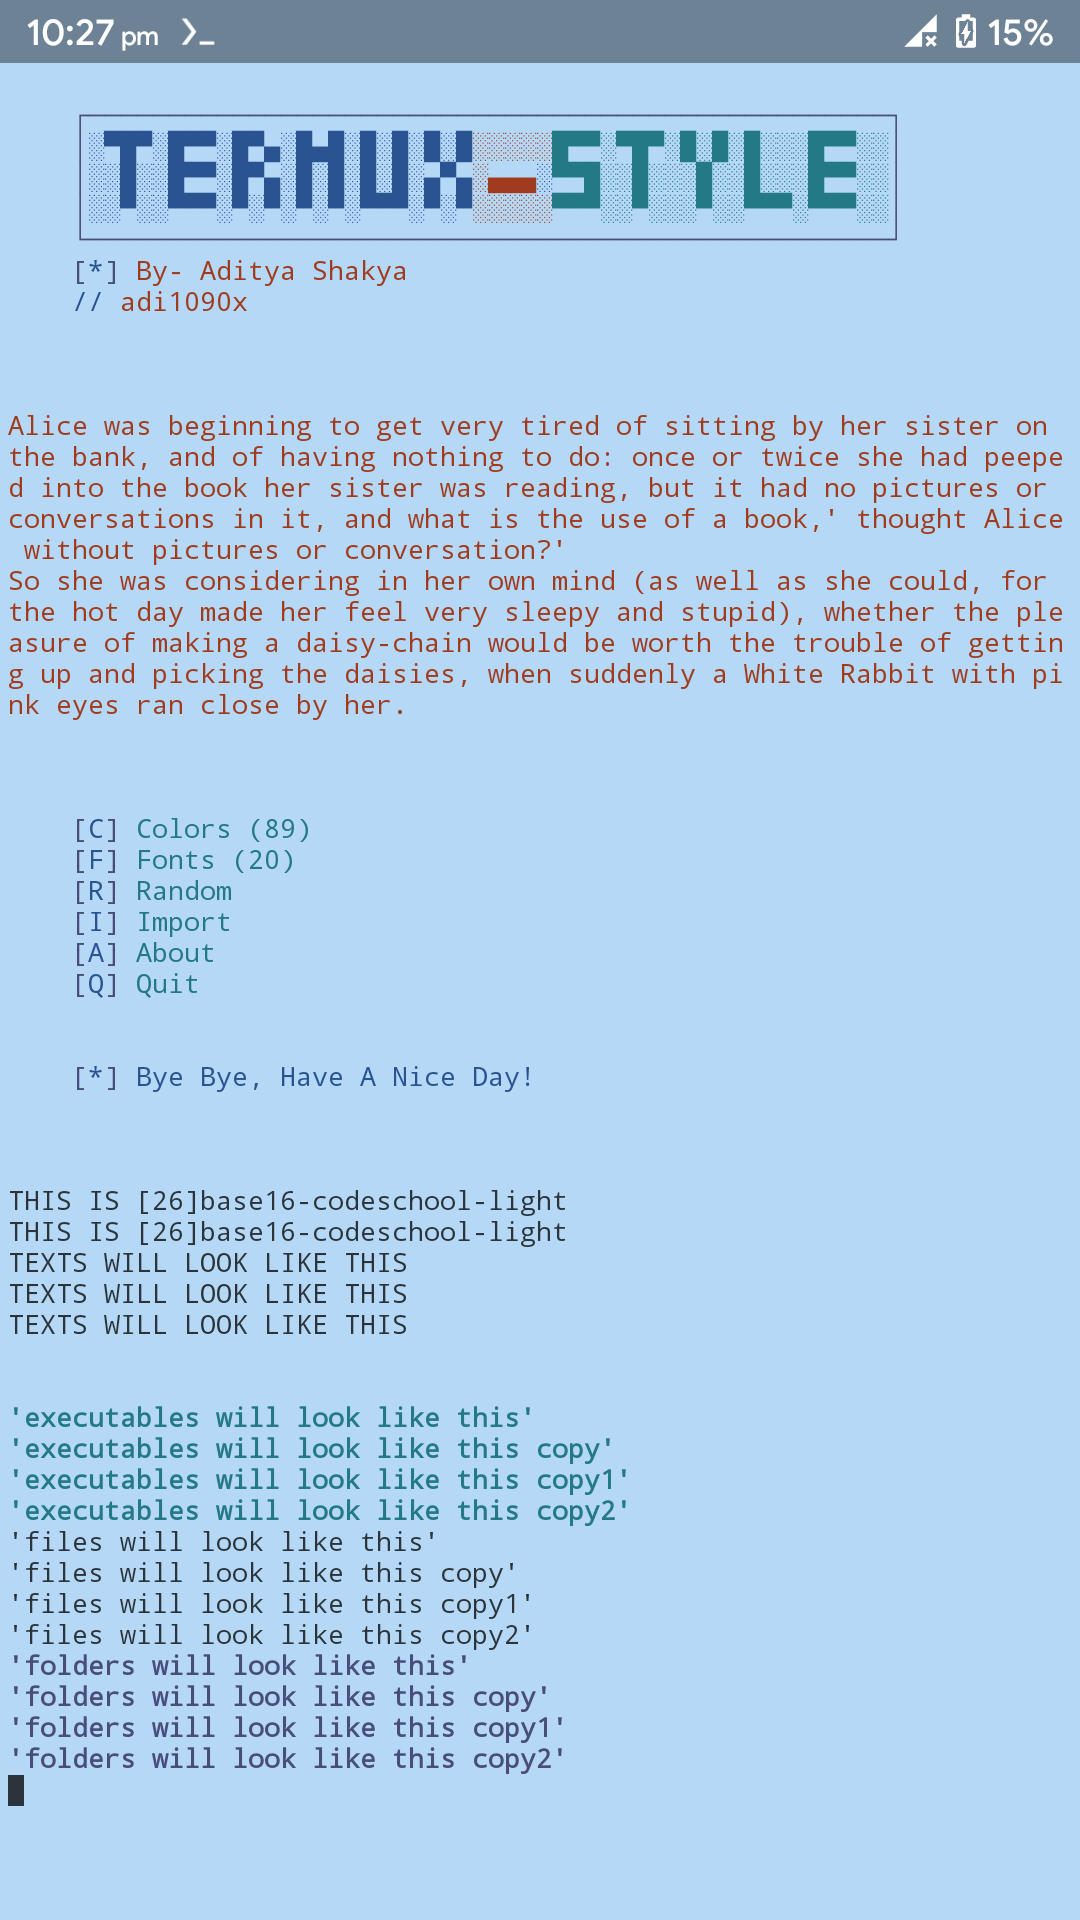 10:27 pm 15%
TERMUX-STYLE
[*] By- Aditya Shakya
// adi1090x
Alice was beginning to get very tired of sitting by her sister on
the bank, and of having nothing to do: once or twice she had peepe
d into the book her sister was reading, but it had no pictures or
conversations in it, and what is the use of a book,' thought Alice
without pictures or conversation?'
So she was considering in her own mind (as well as she could, for
the hot day made her feel very sleepy and stupid), whether the ple
asure of making a daisy-chain would be worth the trouble of gettin
g up and picking the daisies, when suddenly a White Rabbit with pi
nk eyes ran close by her.
[C] Colors (89)
[F] Fonts (20)
[R] Random
[I] Import
[A] About
[Q] Quit
[*] Bye Bye, Have A Nice Day!
THIS IS [26]base16-codeschool-light
THIS IS [26]base16-codeschool-light
TEXTS WILL LOOK LIKE THIS
TEXTS WILL LOOK LIKE THIS
TEXTS WILL LOOK LIKE THIS
'executables will look like this'
'executables will look like this copy'
'executables will look like this copy1'
'executables will look like this copy2'
'files will look like this'
'files will look like this copy'
'files will look like this copy1'
'files will look like this copy2'
'folders will look like this'
'folders will look like this copy'
'folders will look like this copy1'
'folders will look like this copy2'